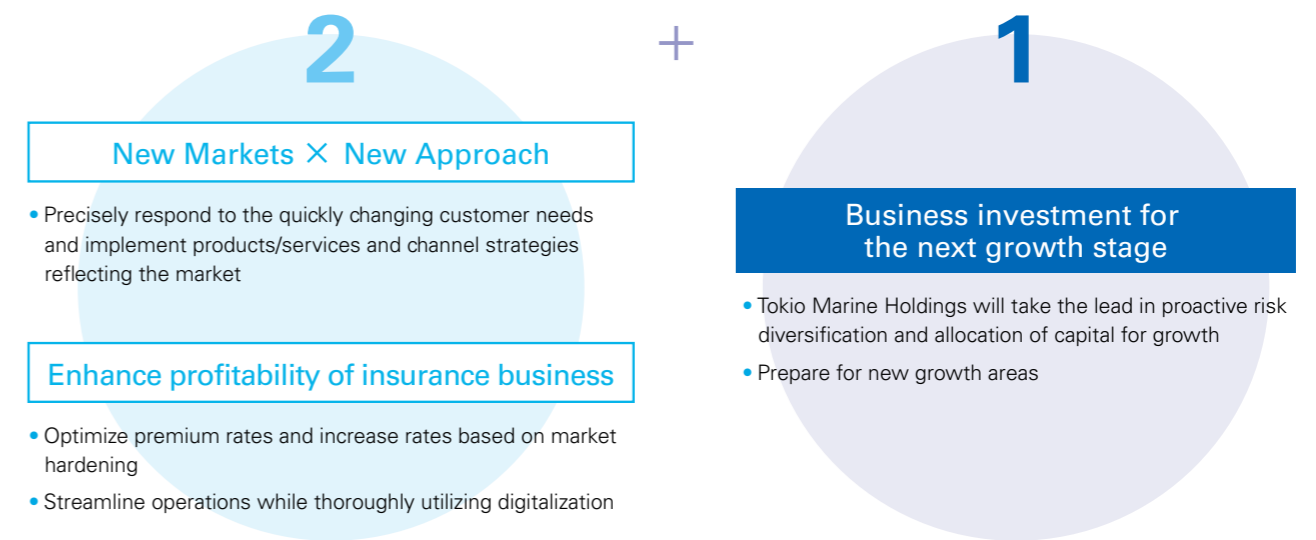 2
New Markets × New Approach
• Precisely respond to the quickly changing customer needs
and implement products/services and channel strategies
reflecting the market
Enhance profitability of insurance business
• Optimize premium rates and increase rates based on market
hardening
• Streamline operations while thoroughly utilizing digitalization
+
1
Business investment for
the next growth stage
• Tokio Marine Holdings will take the lead in proactive risk
diversification and allocation of capital for growth
• Prepare for new growth areas